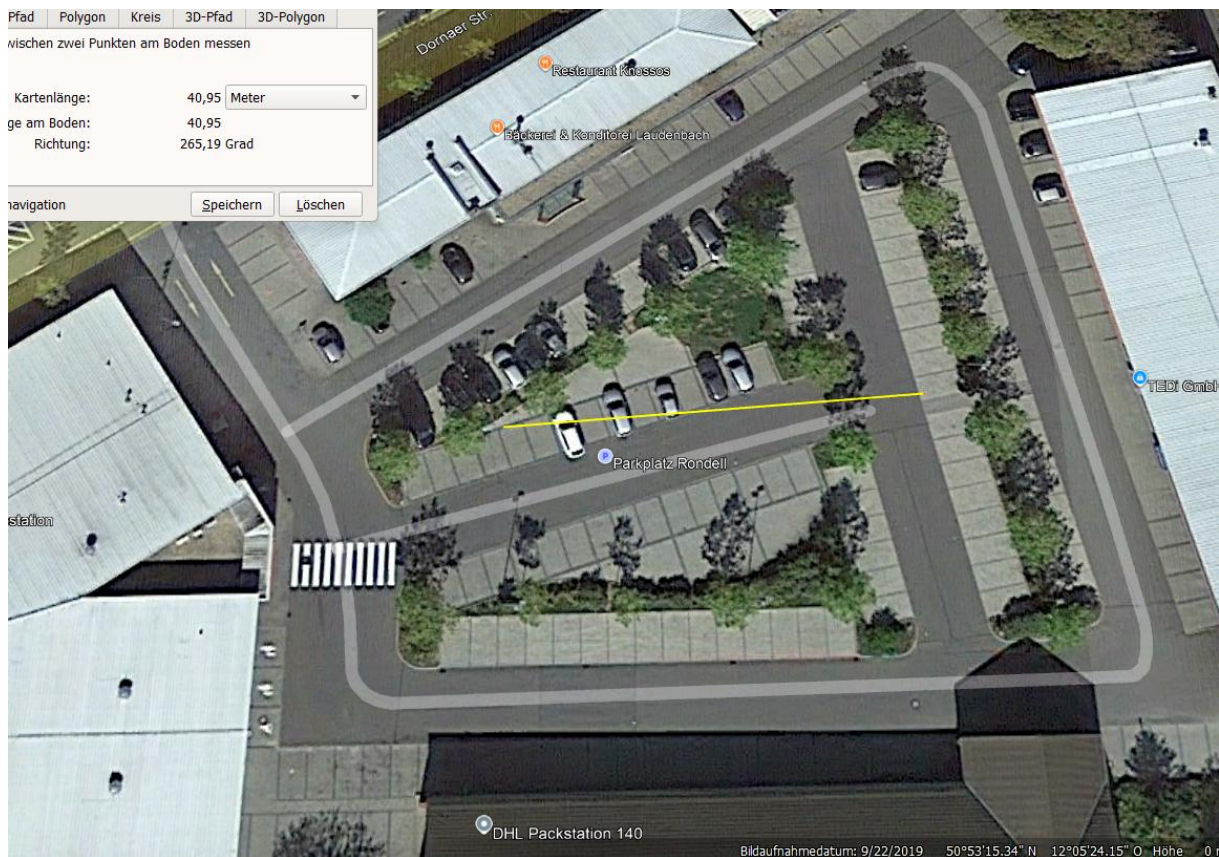 Pfad Polygon Kreis 3D-Pfad 3D-Polygon
wischen zwei Punkten am Boden messen
Kartenlänge: 40,95 Meter
ge am Boden: 40,95
Richtung: 265,19 Grad
navigation Speichern Löschen
Dornaer Str.
Restaurant Knossos
Bäckerei & Konditorei Laudenbach
TEDi GmbH
P Parkplatz Rondell
station
DHL Packstation 140
Bildaufnahmedatum: 9/22/2019 50°53'15.34" N 12°05'24.15" O Höhe 0 m